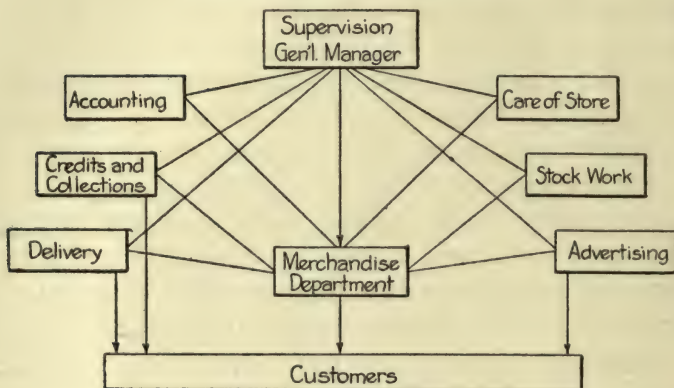 Supervision
Gen'l. Manager
Accounting
Care of Store
Credits and
Collections
Stock Work
Delivery
Merchandise
Department
Advertising
Customers